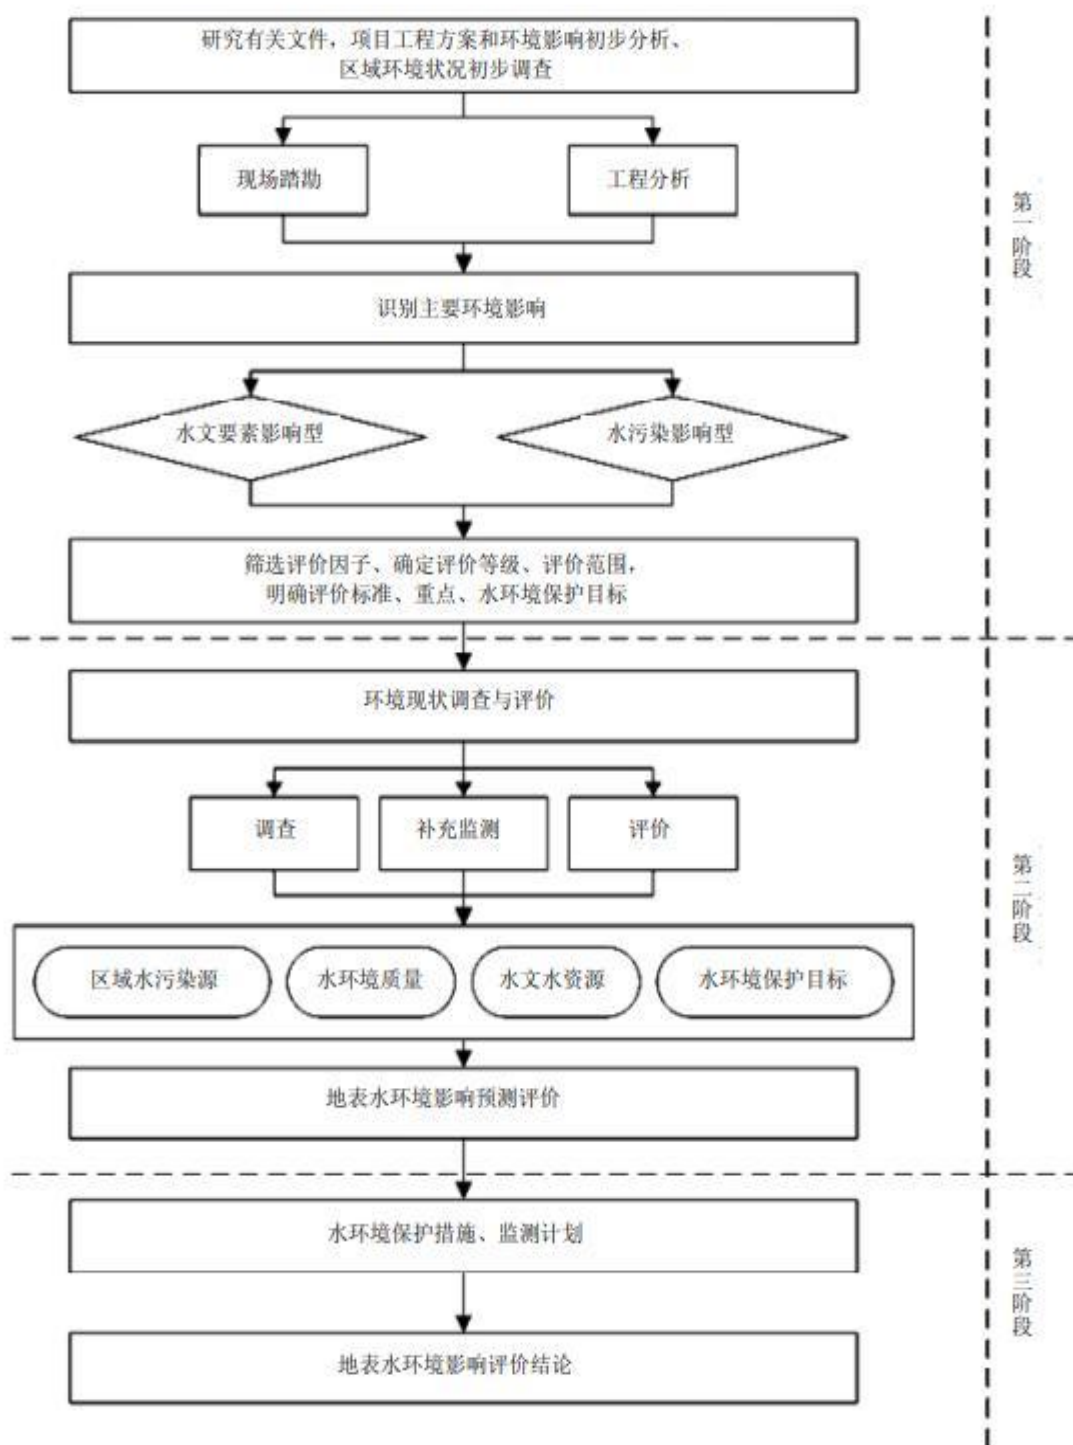 研究有关文件，项目工程方案和环境影响初步分析、
区域环境状况初步调查
现场踏勘
工程分析
识别主要环境影响
水文要素影响型
水污染影响型
筛选评价因子、确定评价等级、评价范围，
明确评价标准、重点、水环境保护目标
第一阶段
环境现状调查与评价
调查
补充监测
评价
区域水污染源
水环境质量
水文水资源
水环境保护目标
地表水环境影响预测评价
第二阶段
水环境保护措施、监测计划
地表水环境影响评价结论
第三阶段